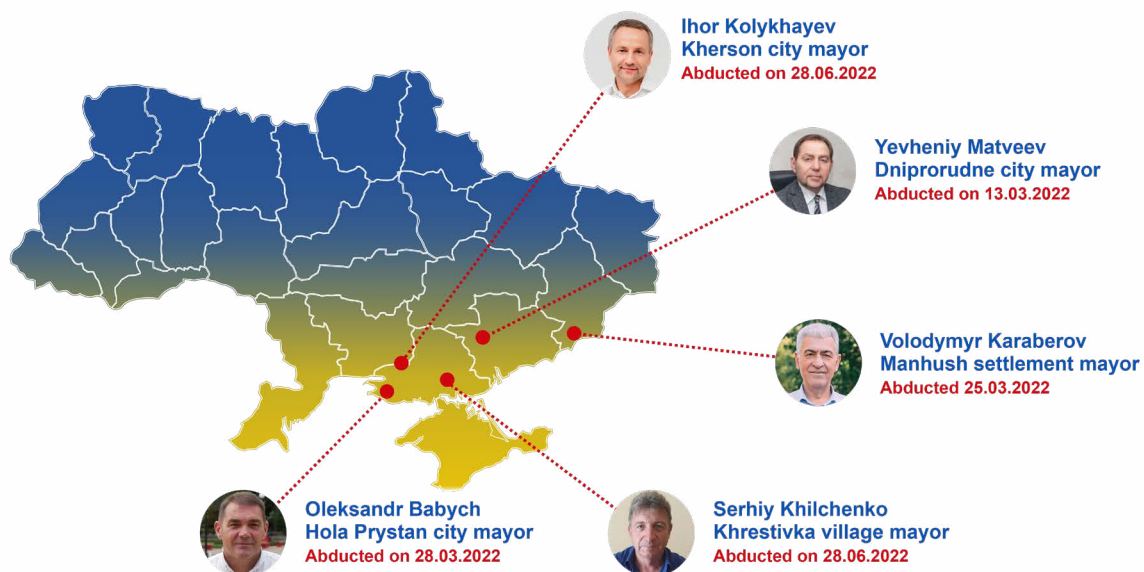 Ihor Kolykhayev
Kherson city mayor
Abducted on 28.06.2022
Yevheniy Matveev
Dniprorudne city mayor
Abducted on 13.03.2022
Volodymyr Karaberov
Manhush settlement mayor
Abducted 25.03.2022
Oleksandr Babych
Hola Prystan city mayor
Abducted on 28.03.2022
Serhiy Khilchenko
Khrestivka village mayor
Abducted on 28.06.2022